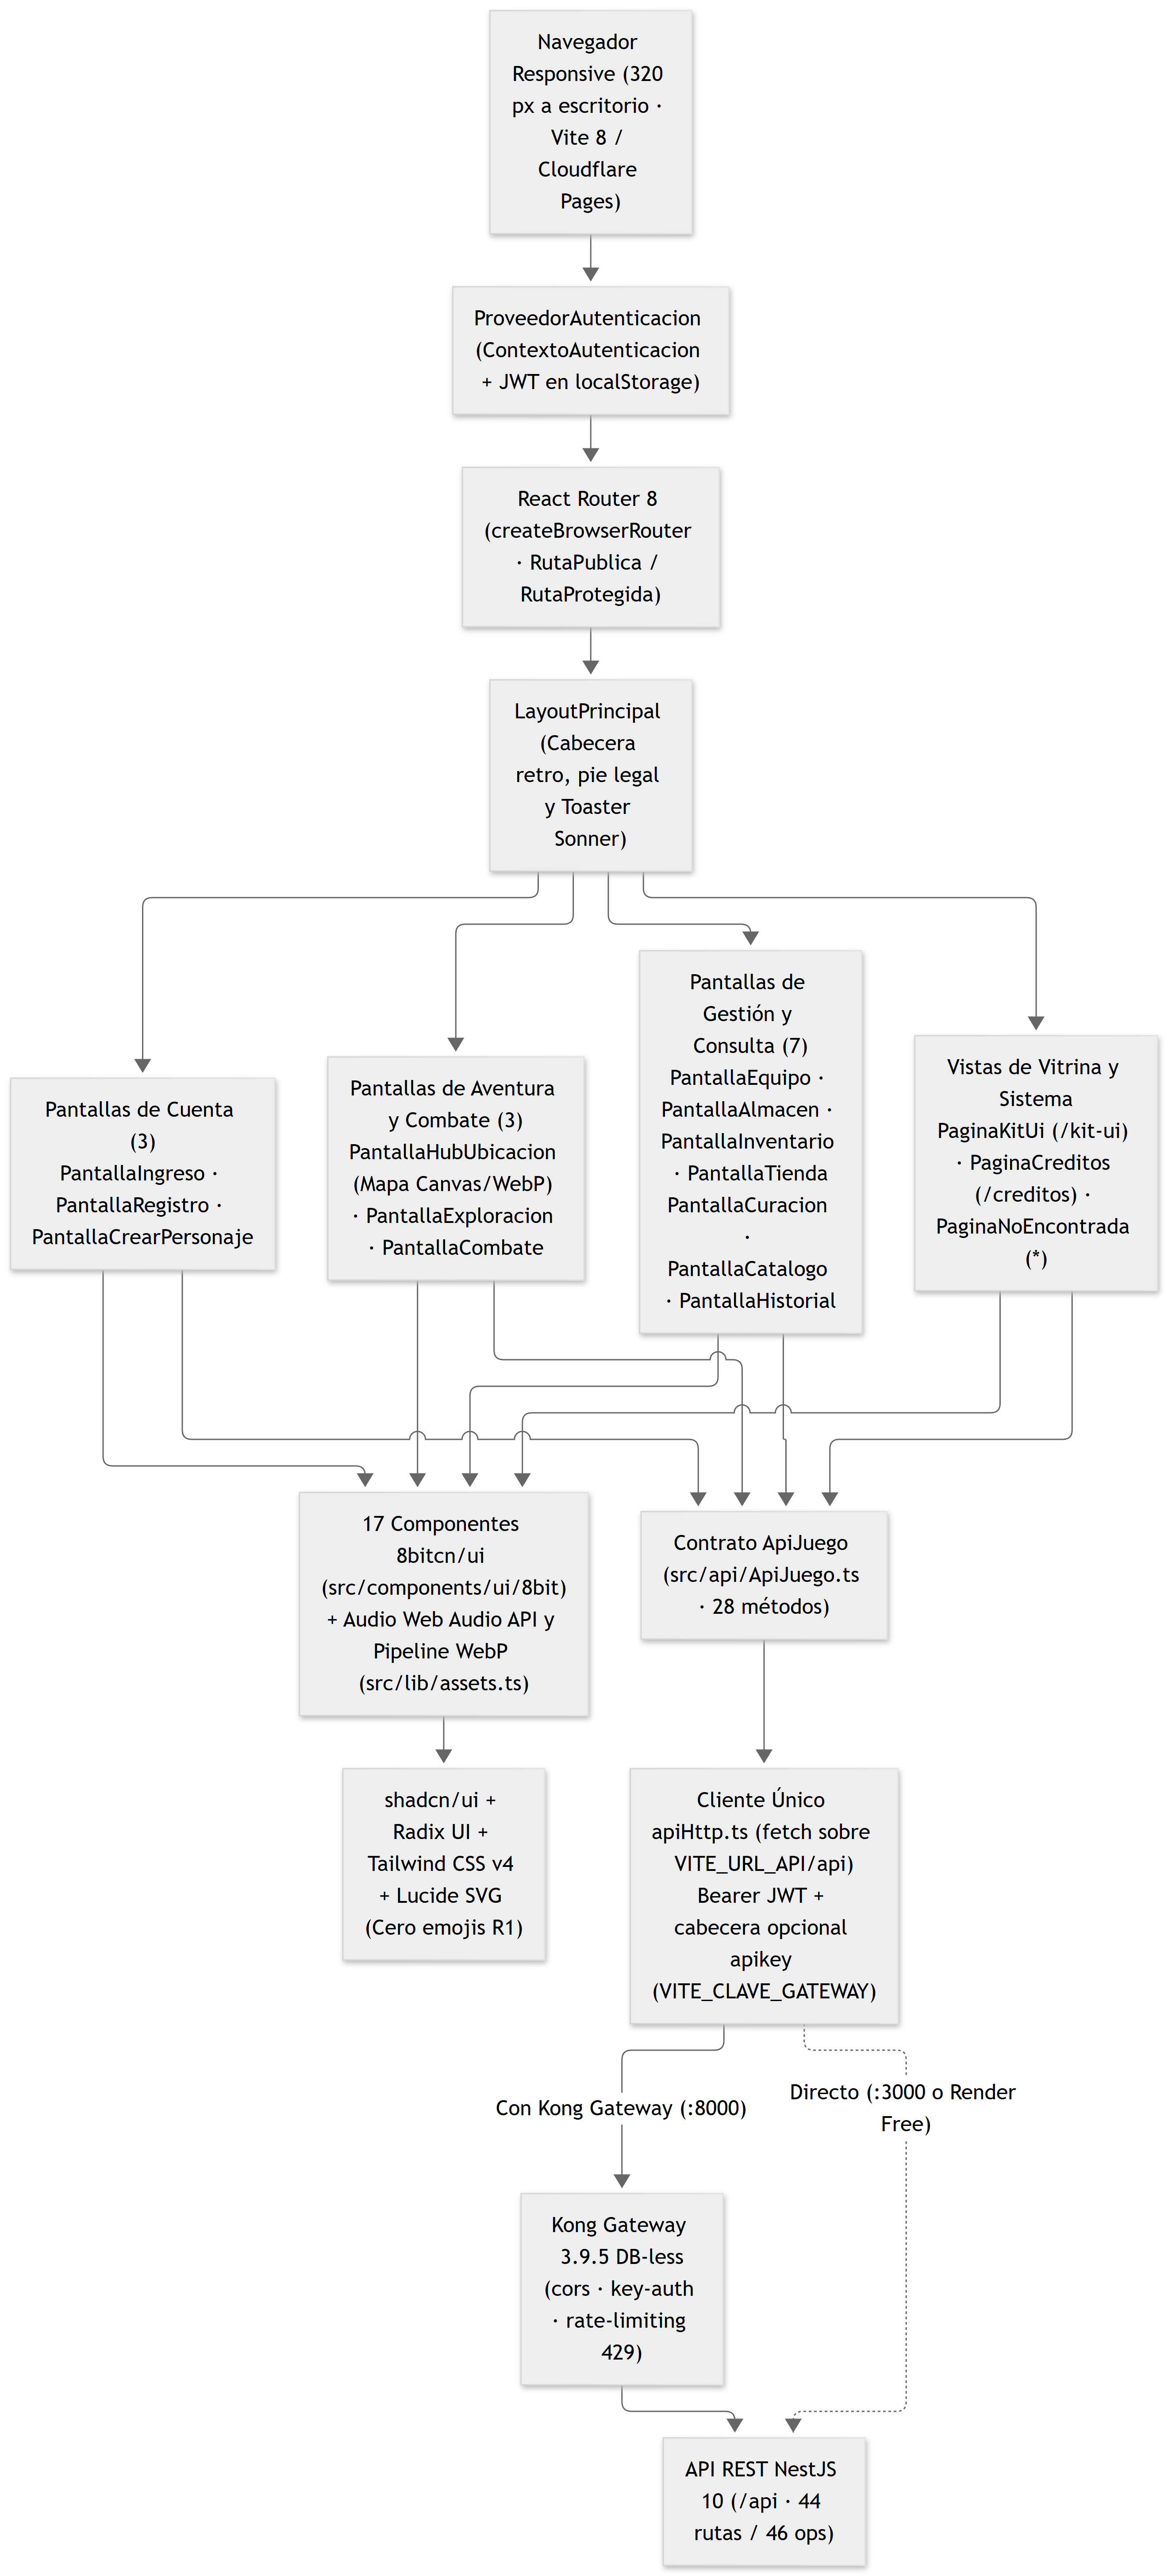 Navegador
Responsive (320
px a escritorio ·
Vite 8 /
Cloudflare
Pages)
ProveedorAutenticacion
(ContextoAutenticacion
+ JWT en localStorage)
React Router 8
(createBrowserRouter
· RutaPublica /
RutaProtegida)
LayoutPrincipal
(Cabecera
retro, pie legal
y Toaster
Sonner)
Pantallas de Cuenta
(3)
PantallaIngreso ·
PantallaRegistro ·
PantallaCrearPersonaje
Pantallas de Aventura
y Combate (3)
PantallaHubUbicacion
(Mapa Canvas/WebP)
· PantallaExploracion
· PantallaCombate
Pantallas de
Gestión y
Consulta (7)
PantallaEquipo ·
PantallaAlmacen ·
PantallaInventario
· PantallaTienda
PantallaCuracion
·
PantallaCatalogo
· PantallaHistorial
Vistas de Vitrina y
Sistema
PaginaKitUi (/kit-ui)
· PaginaCreditos
(/creditos) ·
PaginaNoEncontrada
(*)
17 Componentes
8bitcn/ui
(src/components/ui/8bit)
+ Audio Web Audio API y
Pipeline WebP
(src/lib/assets.ts)
Contrato ApiJuego
(src/api/ApiJuego.ts
· 28 métodos)
shadcn/ui +
Radix UI +
Tailwind CSS v4
+ Lucide SVG
(Cero emojis R1)
Cliente Único
apiHttp.ts (fetch sobre
VITE_URL_API/api)
Bearer JWT +
cabecera opcional
apikey
(VITE_CLAVE_GATEWAY)
Con Kong Gateway (:8000)
Directo (:3000 o Render
Free)
Kong Gateway
3.9.5 DB-less
(cors · key-auth
· rate-limiting
429)
API REST NestJS
10 (/api · 44
rutas / 46 ops)